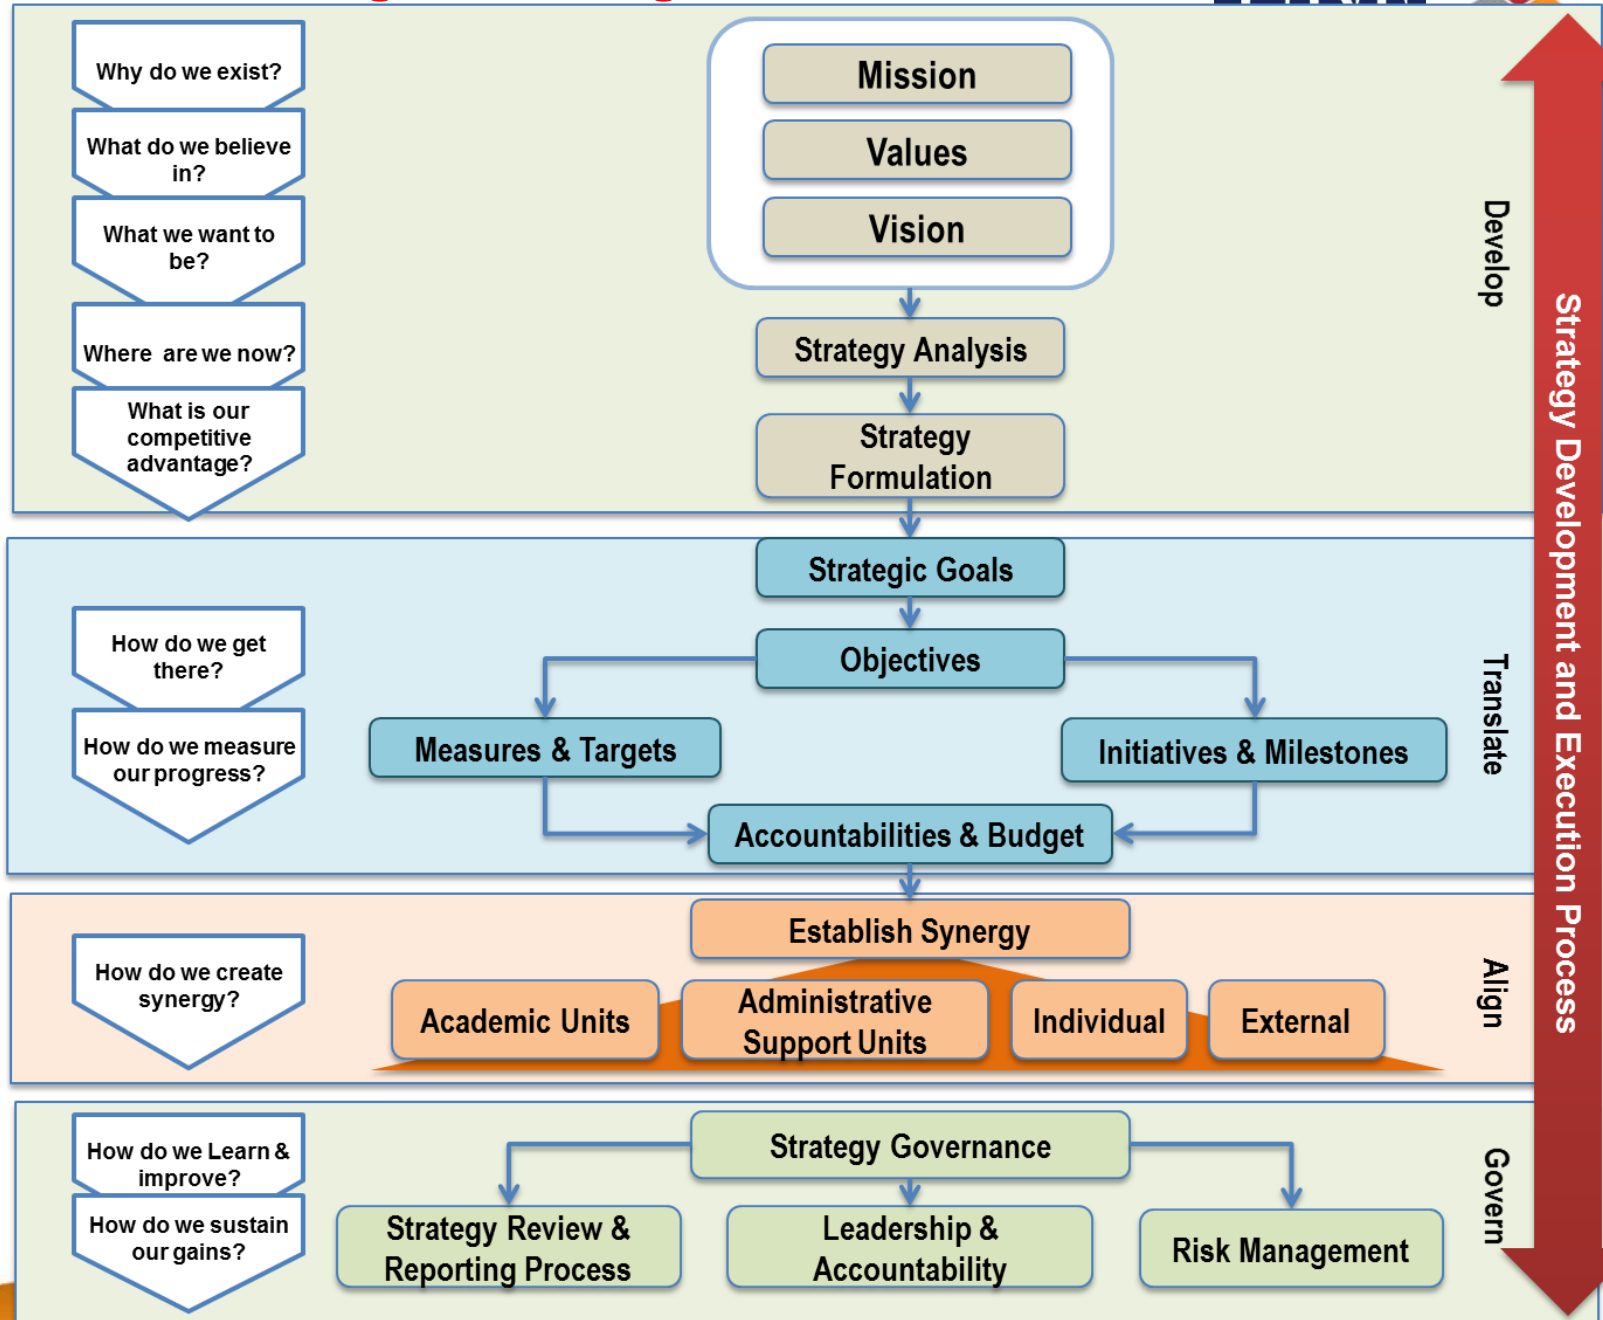 Why do we exist?
What do we believe
in?
What we want to
be?
Where are we now?
What is our
competitive
advantage?
Mission
Values
Vision
Strategy Analysis
Strategy
Formulation
Develop
How do we get
there?
How do we measure
our progress?
Strategic Goals
Objectives
Measures & Targets
Initiatives & Milestones
Accountabilities & Budget
Translate
How do we create
synergy?
Establish Synergy
Academic Units
Administrative
Support Units
Individual
External
Align
How do we Learn &
improve?
How do we sustain
our gains?
Strategy Governance
Strategy Review &
Reporting Process
Leadership &
Accountability
Risk Management
Govern
Strategy Development and Execution Process